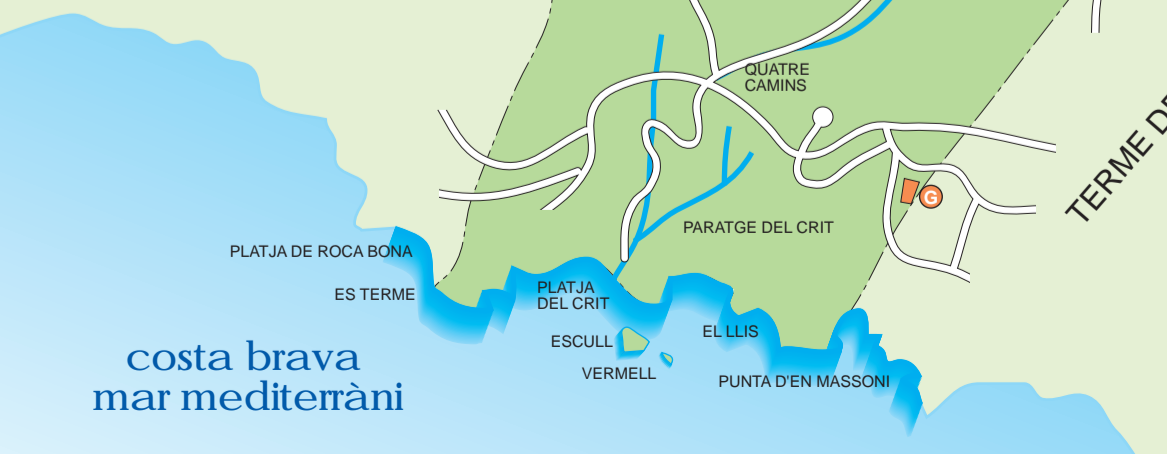 QUATRE
CAMINS
TERME DE
G
PARATGE DEL CRIT
PLATJA DE ROCA BONA
ES TERME
PLATJA
DEL CRIT
EL LLIS
ESCULL
VERMELL
PUNTA D'EN MASSONI
costa brava
mar mediterràni